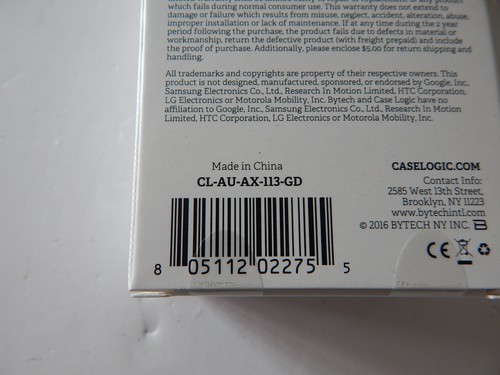 which fails during normal consumer use. This warranty does not extend to
damage or failure which results from misuse, neglect, accident, alteration, abuse,
improper installation or lack of maintenance. If at any time during the 2 year
period following the purchase, the product fails due to defects in material or
workmanship, return the defective product (with freight prepaid) and include
the proof of purchase. Additionally, please enclose $5.00 for return shipping and
handling.
All trademarks and copyrights are property of their respective owners. This
product is not designed, manufactured, sponsored, or endorsed by Google, Inc.,
Samsung Electronics Co., Ltd., Research In Motion Limited, HTC Corporation,
LG Electronics or Motorola Mobility, Inc. Bytech and Case Logic have no
affiliation to Google, Inc., Samsung Electronics Co., Ltd., Research In Motion
Limited, HTC Corporation, LG Electronics or Motorola Mobility, Inc.
Made in China
CL-AU-AX-113-GD
8 05112 02275 5
CASELOGIC.COM
Contact Info:
2585 West 13th Street,
Brooklyn, NY 11223
www.bytechintl.com
© 2016 BYTECH NY INC. B
CE